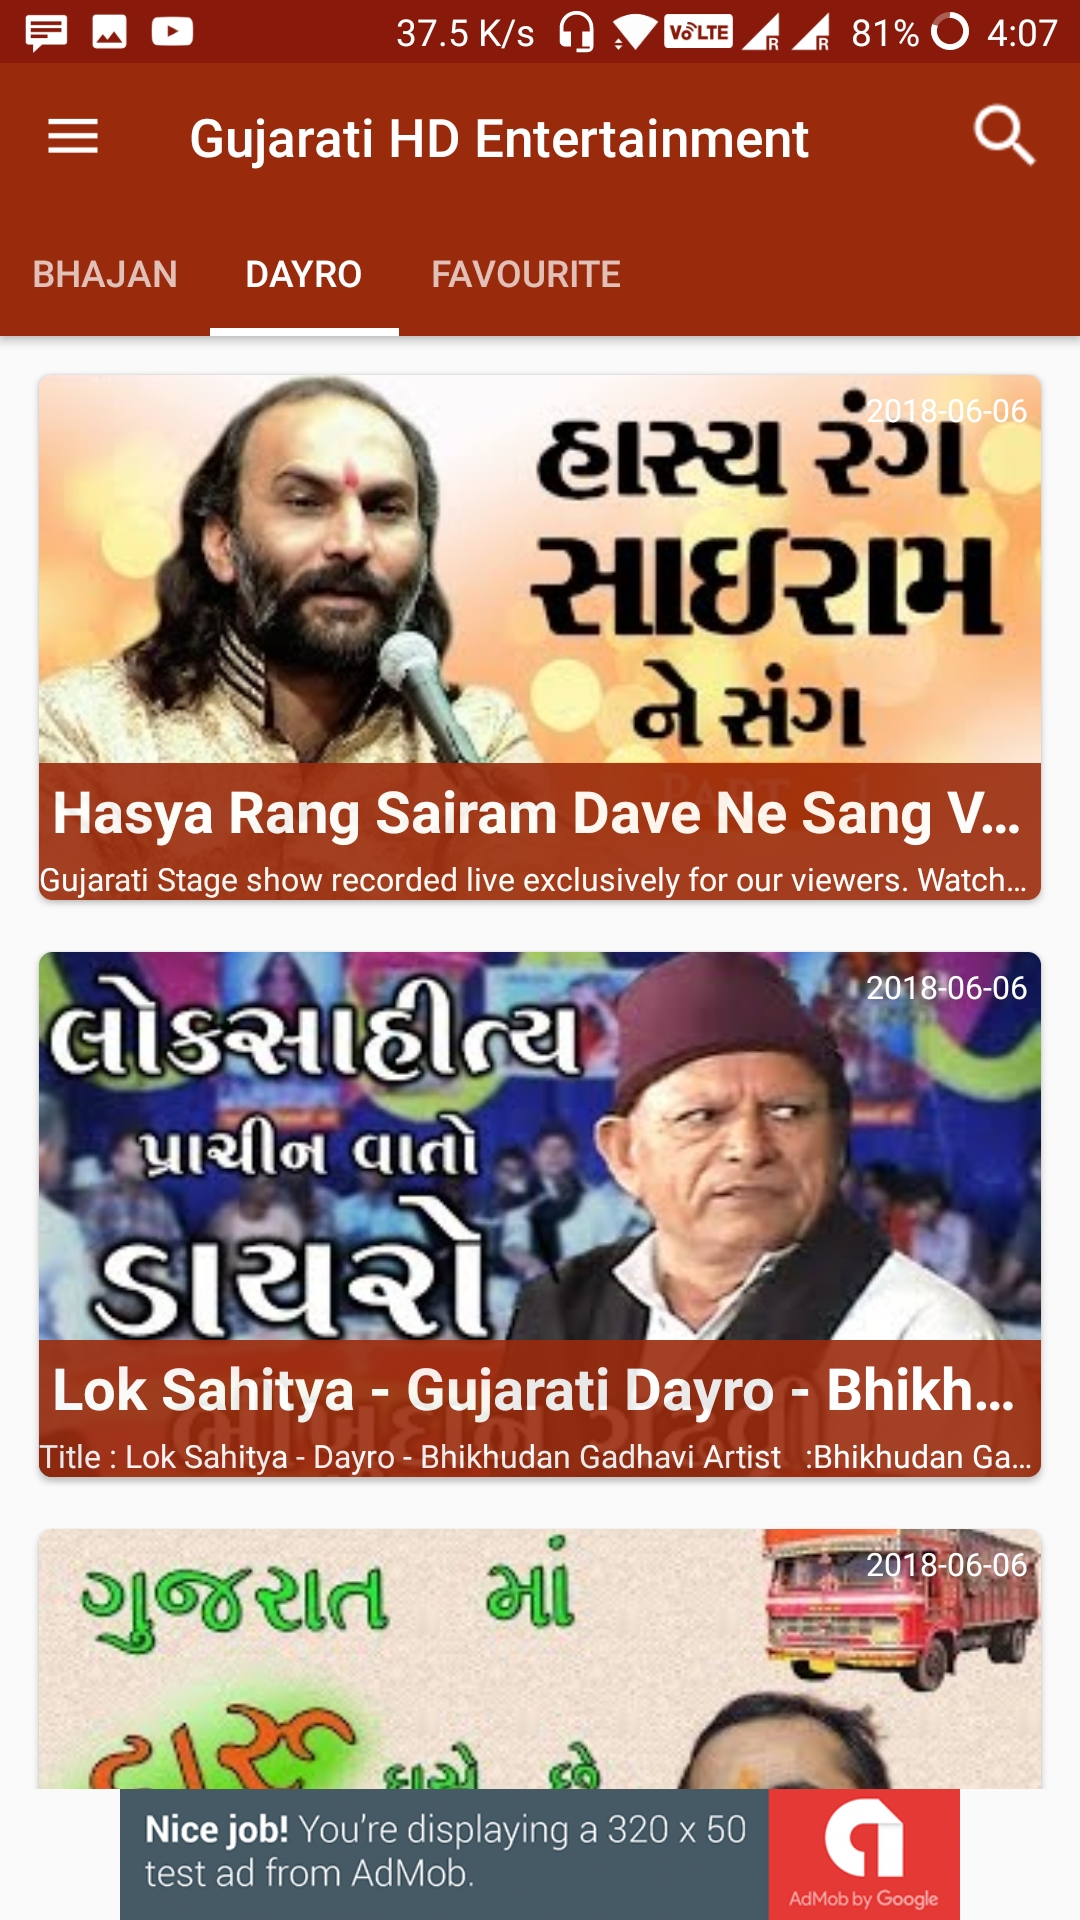 37.5 K/s VoLTE R R 81% 4:07
Gujarati HD Entertainment
BHAJAN DAYRO FAVOURITE
2018-06-06
હાસ્ય રંગ
સાઈરામ
ને સંગ
Hasya Rang Sairam Dave Ne Sang V...
Gujarati Stage show recorded live exclusively for our viewers. Watch...
2018-06-06
લોકસાહીત્ય
પ્રાચીન વાતો
ડાયરો
Lok Sahitya - Gujarati Dayro - Bhikh...
Title : Lok Sahitya - Dayro - Bhikhudan Gadhavi Artist :Bhikhudan Ga...
2018-06-06
ગુજરાત માં
દારૂ
Nice job! You're displaying a 320 x 50
test ad from AdMob.
AdMob by Google